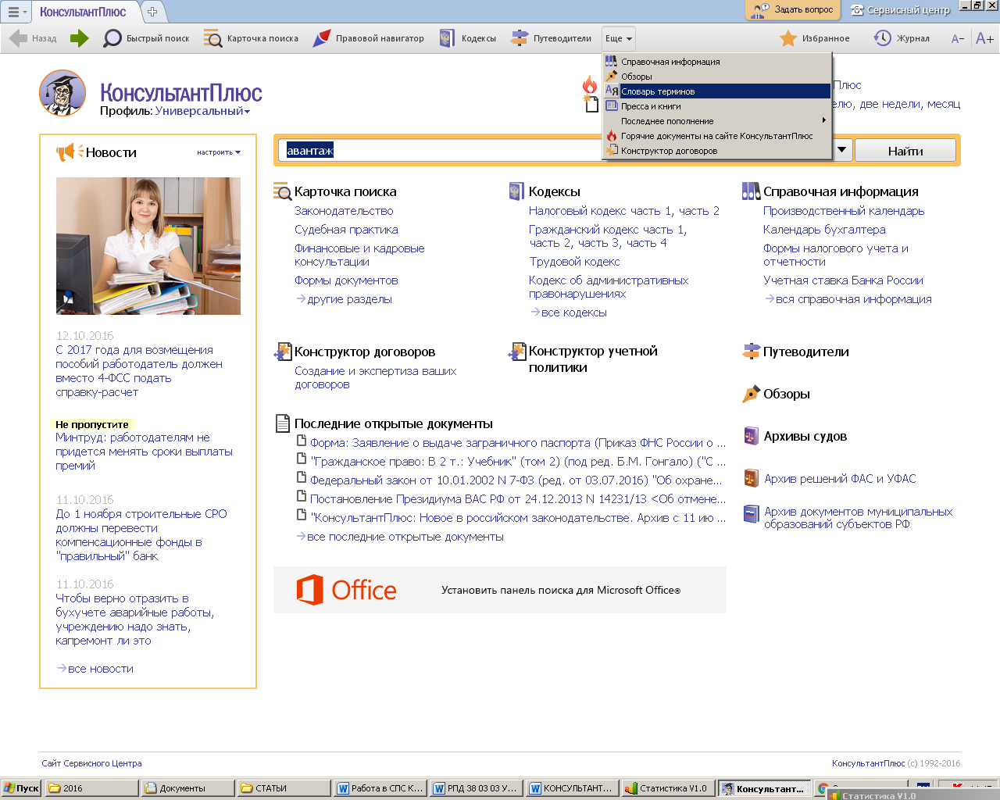 КонсультантПлюс
Задать вопрос
Сервисный центр
Назад
Быстрый поиск
Карточка поиска
Правовой навигатор
Кодексы
Путеводители
Еще
Избранное
Журнал
A−
A+
Справочная информация
Обзоры
Словарь терминов
Пресса и книги
Последнее пополнение
Горячие документы на сайте КонсультантПлюс
Конструктор договоров
КонсультантПлюс
Профиль: Универсальный
Плюс
две недели, месяц
Новости
настроить
авантаж
Найти
12.10.2016
С 2017 года для возмещения
пособий работодатель должен
вместо 4-ФСС подать
справку-расчет
Не пропустите
Минтруд: работодателям не
придется менять сроки выплаты
премий
11.10.2016
До 1 ноября строительные СРО
должны перевести
компенсационные фонды в
"правильный" банк
11.10.2016
Чтобы верно отразить в
бухучете аварийные работы,
учреждению надо знать,
капремонт ли это
все новости
Карточка поиска
Законодательство
Судебная практика
Финансовые и кадровые
консультации
Формы документов
другие разделы
Кодексы
Налоговый кодекс часть 1, часть 2
Гражданский кодекс часть 1,
часть 2, часть 3, часть 4
Трудовой кодекс
Кодекс об административных
правонарушениях
все кодексы
Справочная информация
Производственный календарь
Календарь бухгалтера
Формы налогового учета и
отчетности
Учетная ставка Банка России
вся справочная информация
Конструктор договоров
Создание и экспертиза ваших
договоров
Конструктор учетной
политики
Путеводители
Обзоры
Архивы судов
Архив решений ФАС и УФАС
Архив документов муниципальных
образований субъектов РФ
Последние открытые документы
Форма: Заявление о выдаче заграничного паспорта (Приказ ФНС России о ...
"Гражданское право: В 2 т.: Учебник" (том 2) (под ред. Б.М. Гонгало) ("С ...
Федеральный закон от 10.01.2002 N 7-ФЗ (ред. от 03.07.2016) "Об охране...
Постановление Президиума ВАС РФ от 24.12.2013 N 14231/13 <Об отмене...
"КонсультантПлюс: Новое в российском законодательстве. Архив с 11 ию ...
все последние открытые документы
Office
Установить панель поиска для Microsoft Office®
Сайт Сервисного Центра
КонсультантПлюс (c) 1992-2016
Пуск
2016
Документы
СТАТЬИ
Работа в СПС К...
РПД 38 03 03 У...
КОНСУЛЬТАНТ...
Статистика V1.0
Консультант...
Статистика V1.0